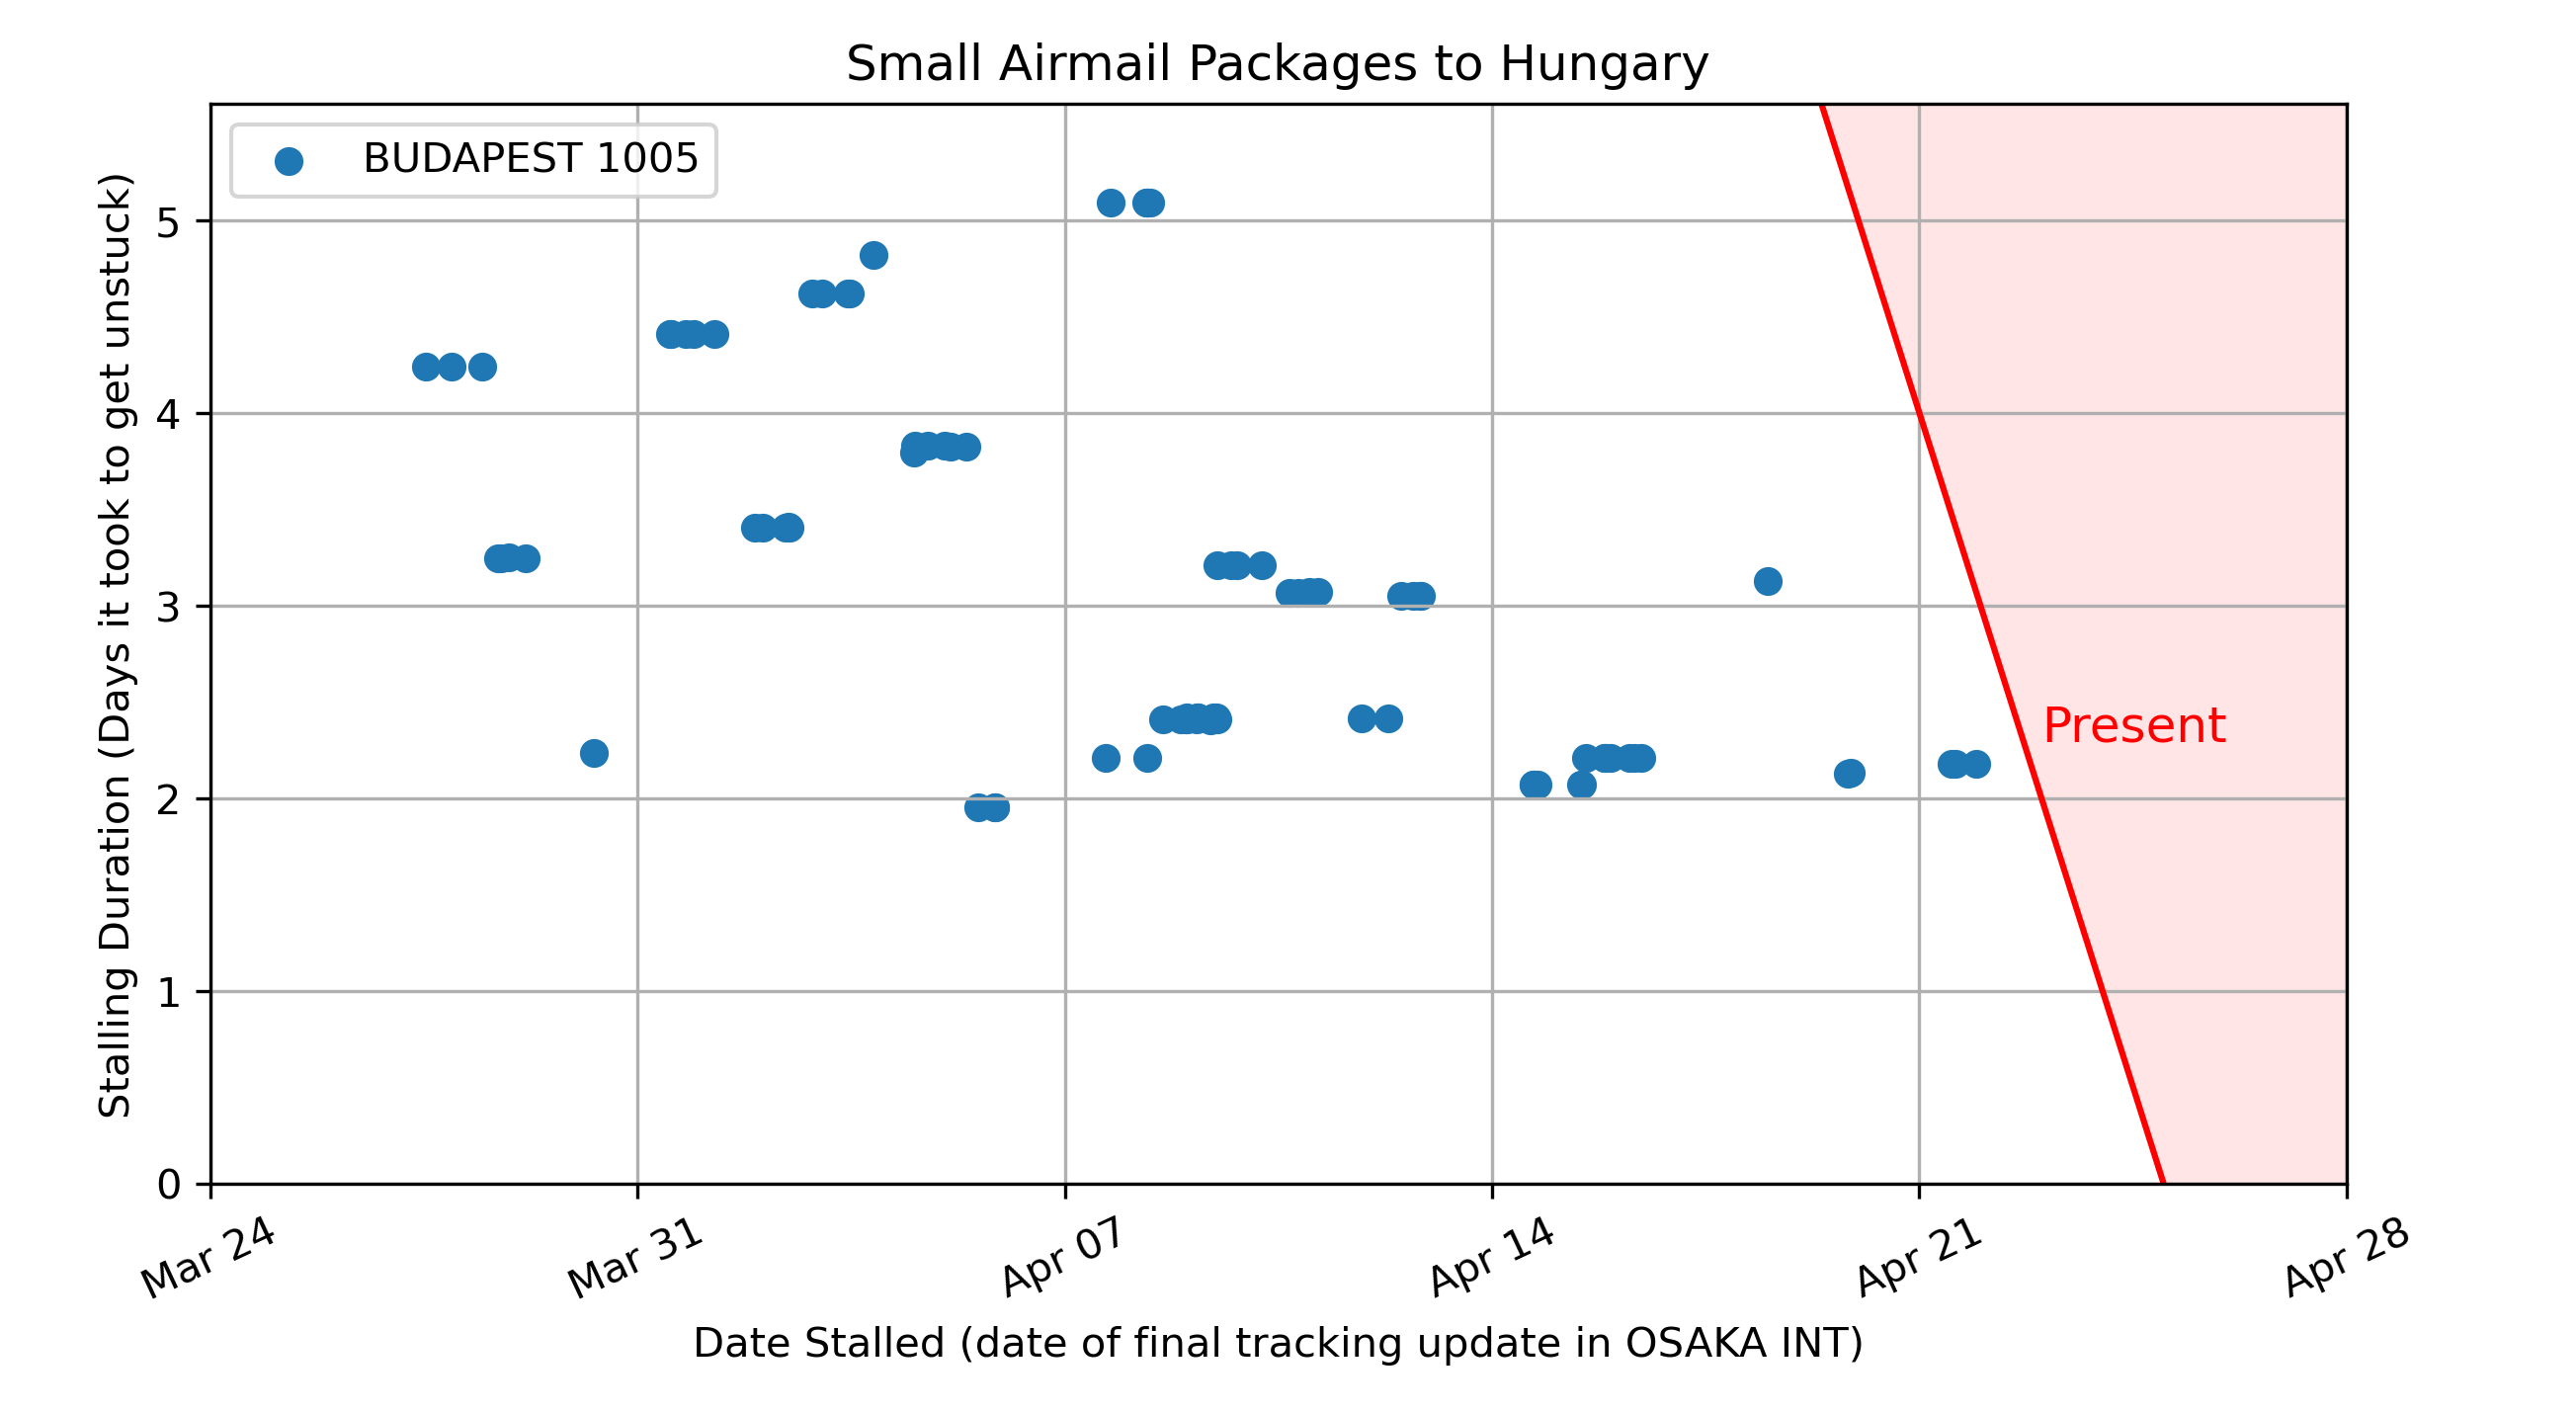 Small Airmail Packages to Hungary
BUDAPEST 1005
Stalling Duration (Days it took to get unstuck)
5
4
3
2
1
0
Present
Mar 24
Mar 31
Apr 07
Apr 14
Apr 21
Apr 28
Date Stalled (date of final tracking update in OSAKA INT)